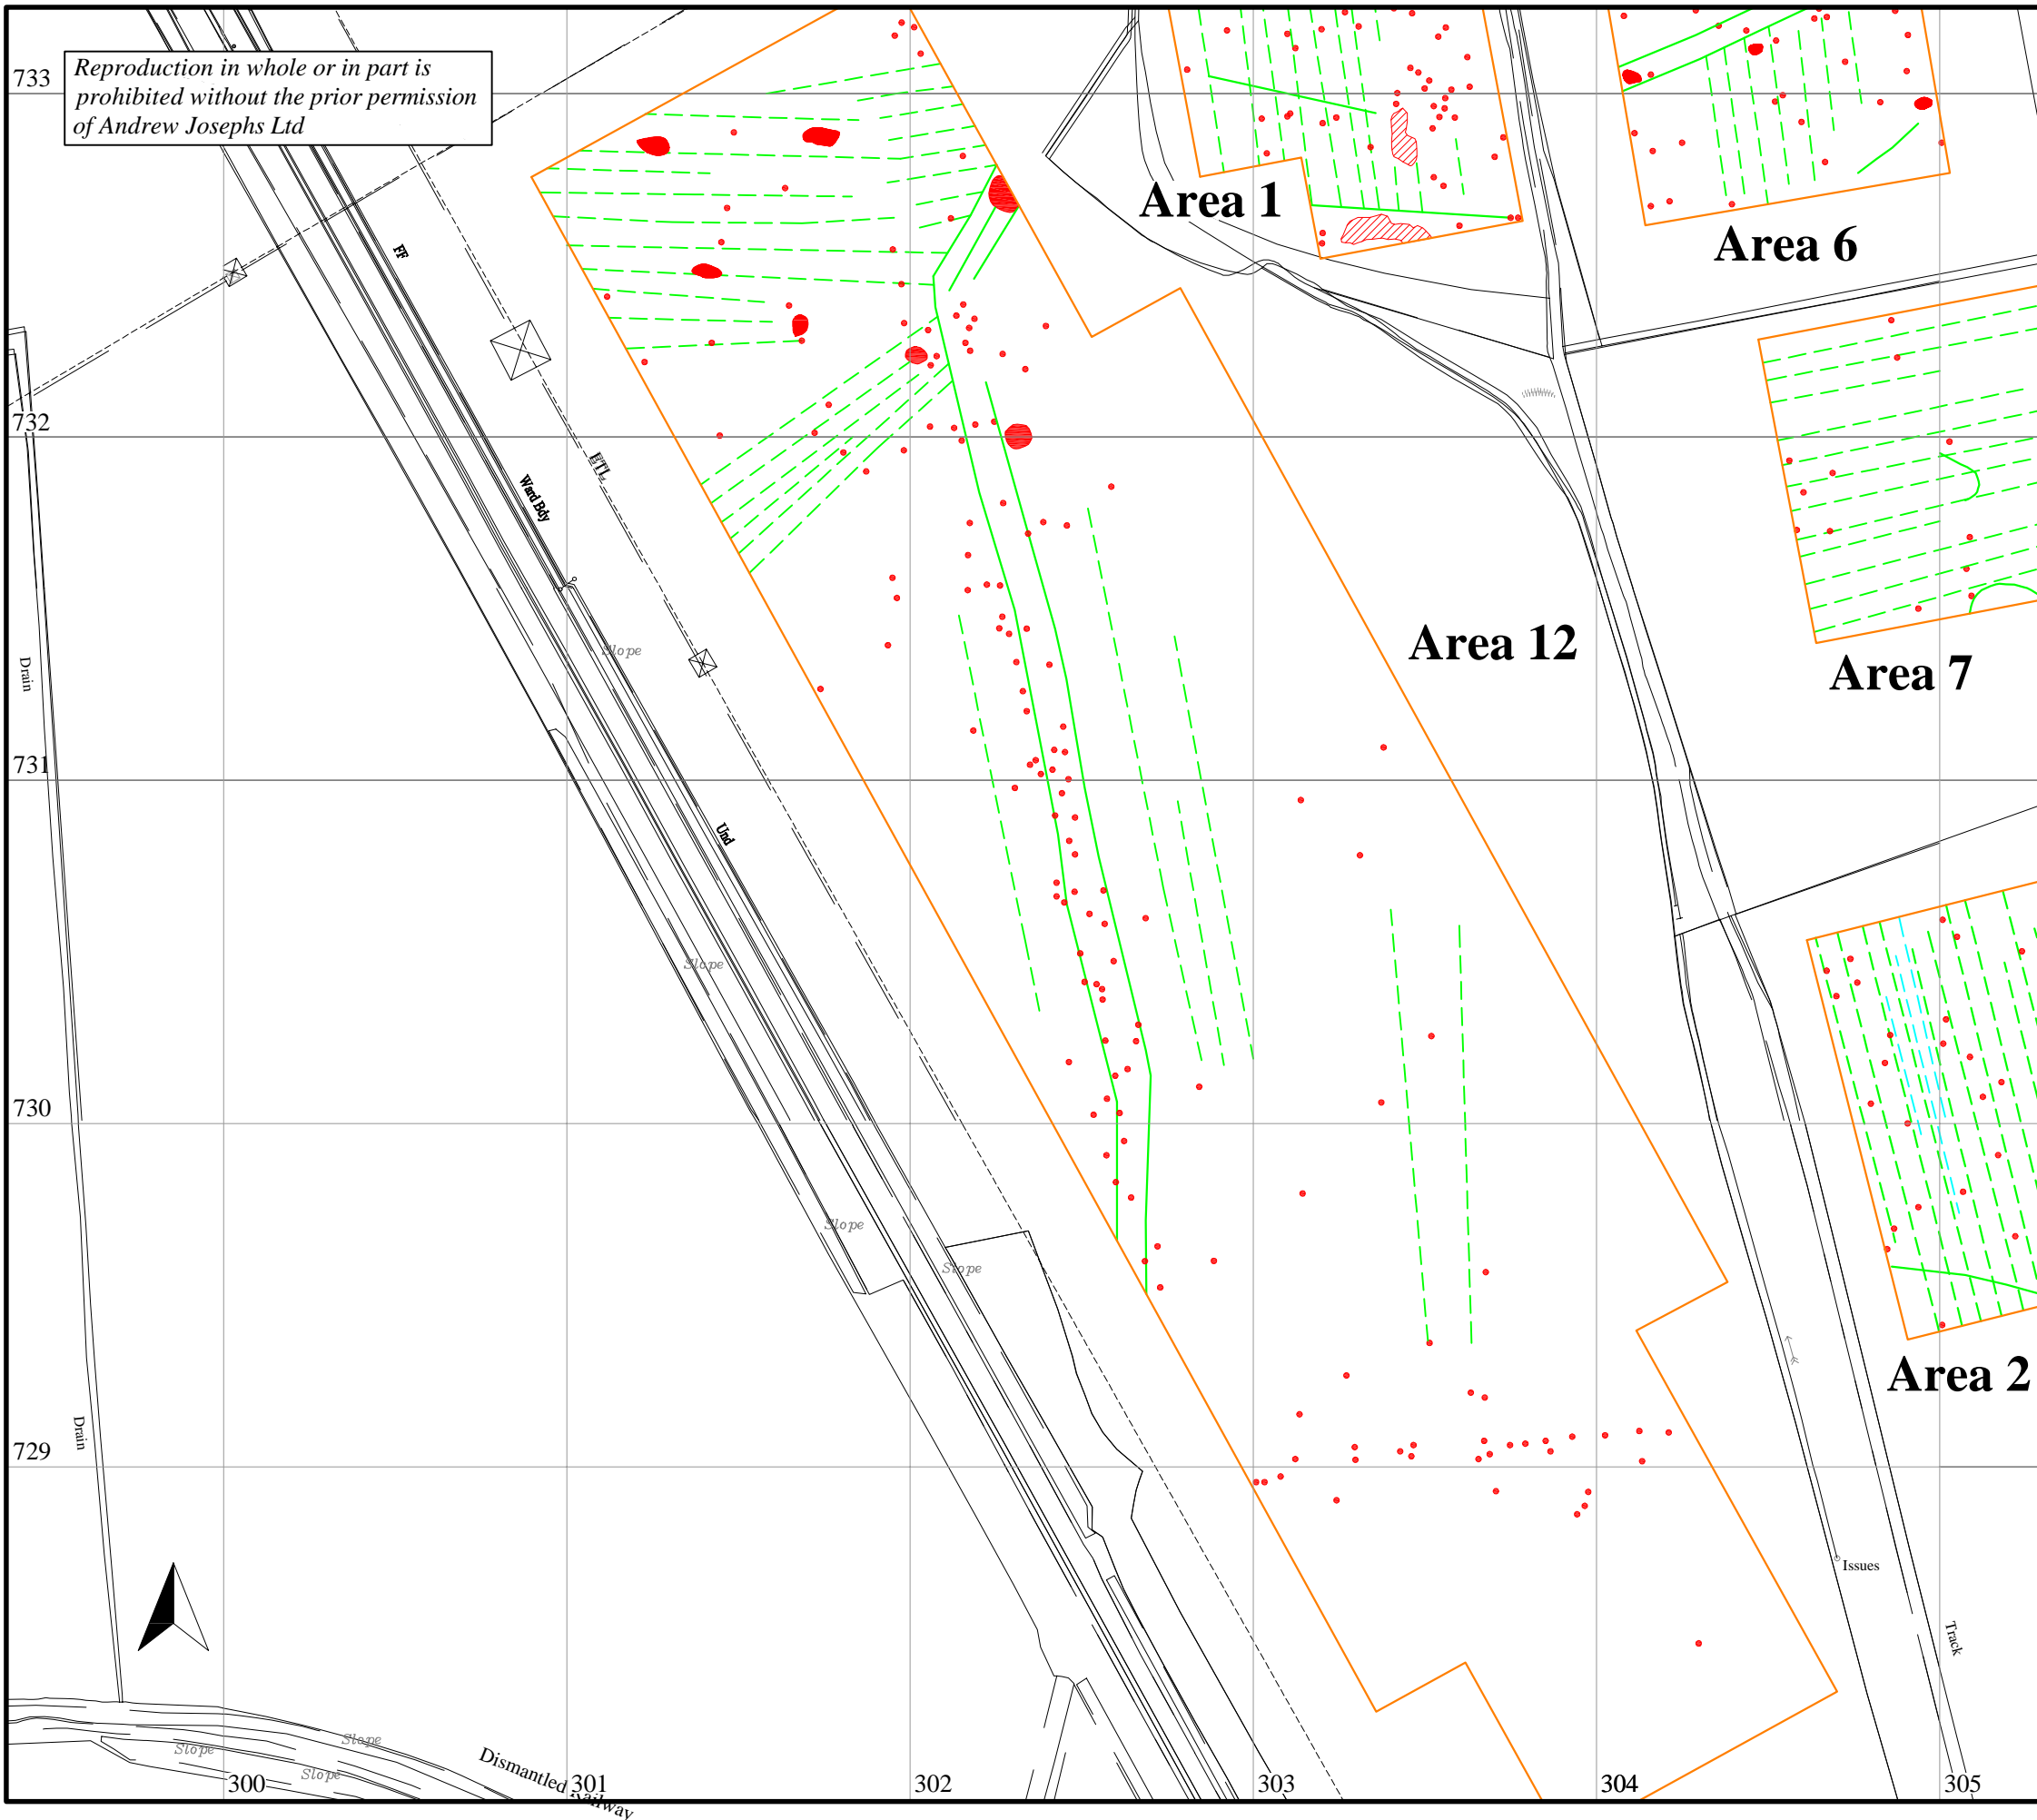 733
Reproduction in whole or in part is
prohibited without the prior permission
of Andrew Josephs Ltd
Area 1
Area 6
FF
732
ETL
Ward Bdy
Area 12
Slope
Drain
Area 7
731
Und
Slope
730
Slope
Slope
Area 2
729
Drain
Issues
Track
Slope
Slope
Slope
Dismantled Railway
300
301
302
303
304
305